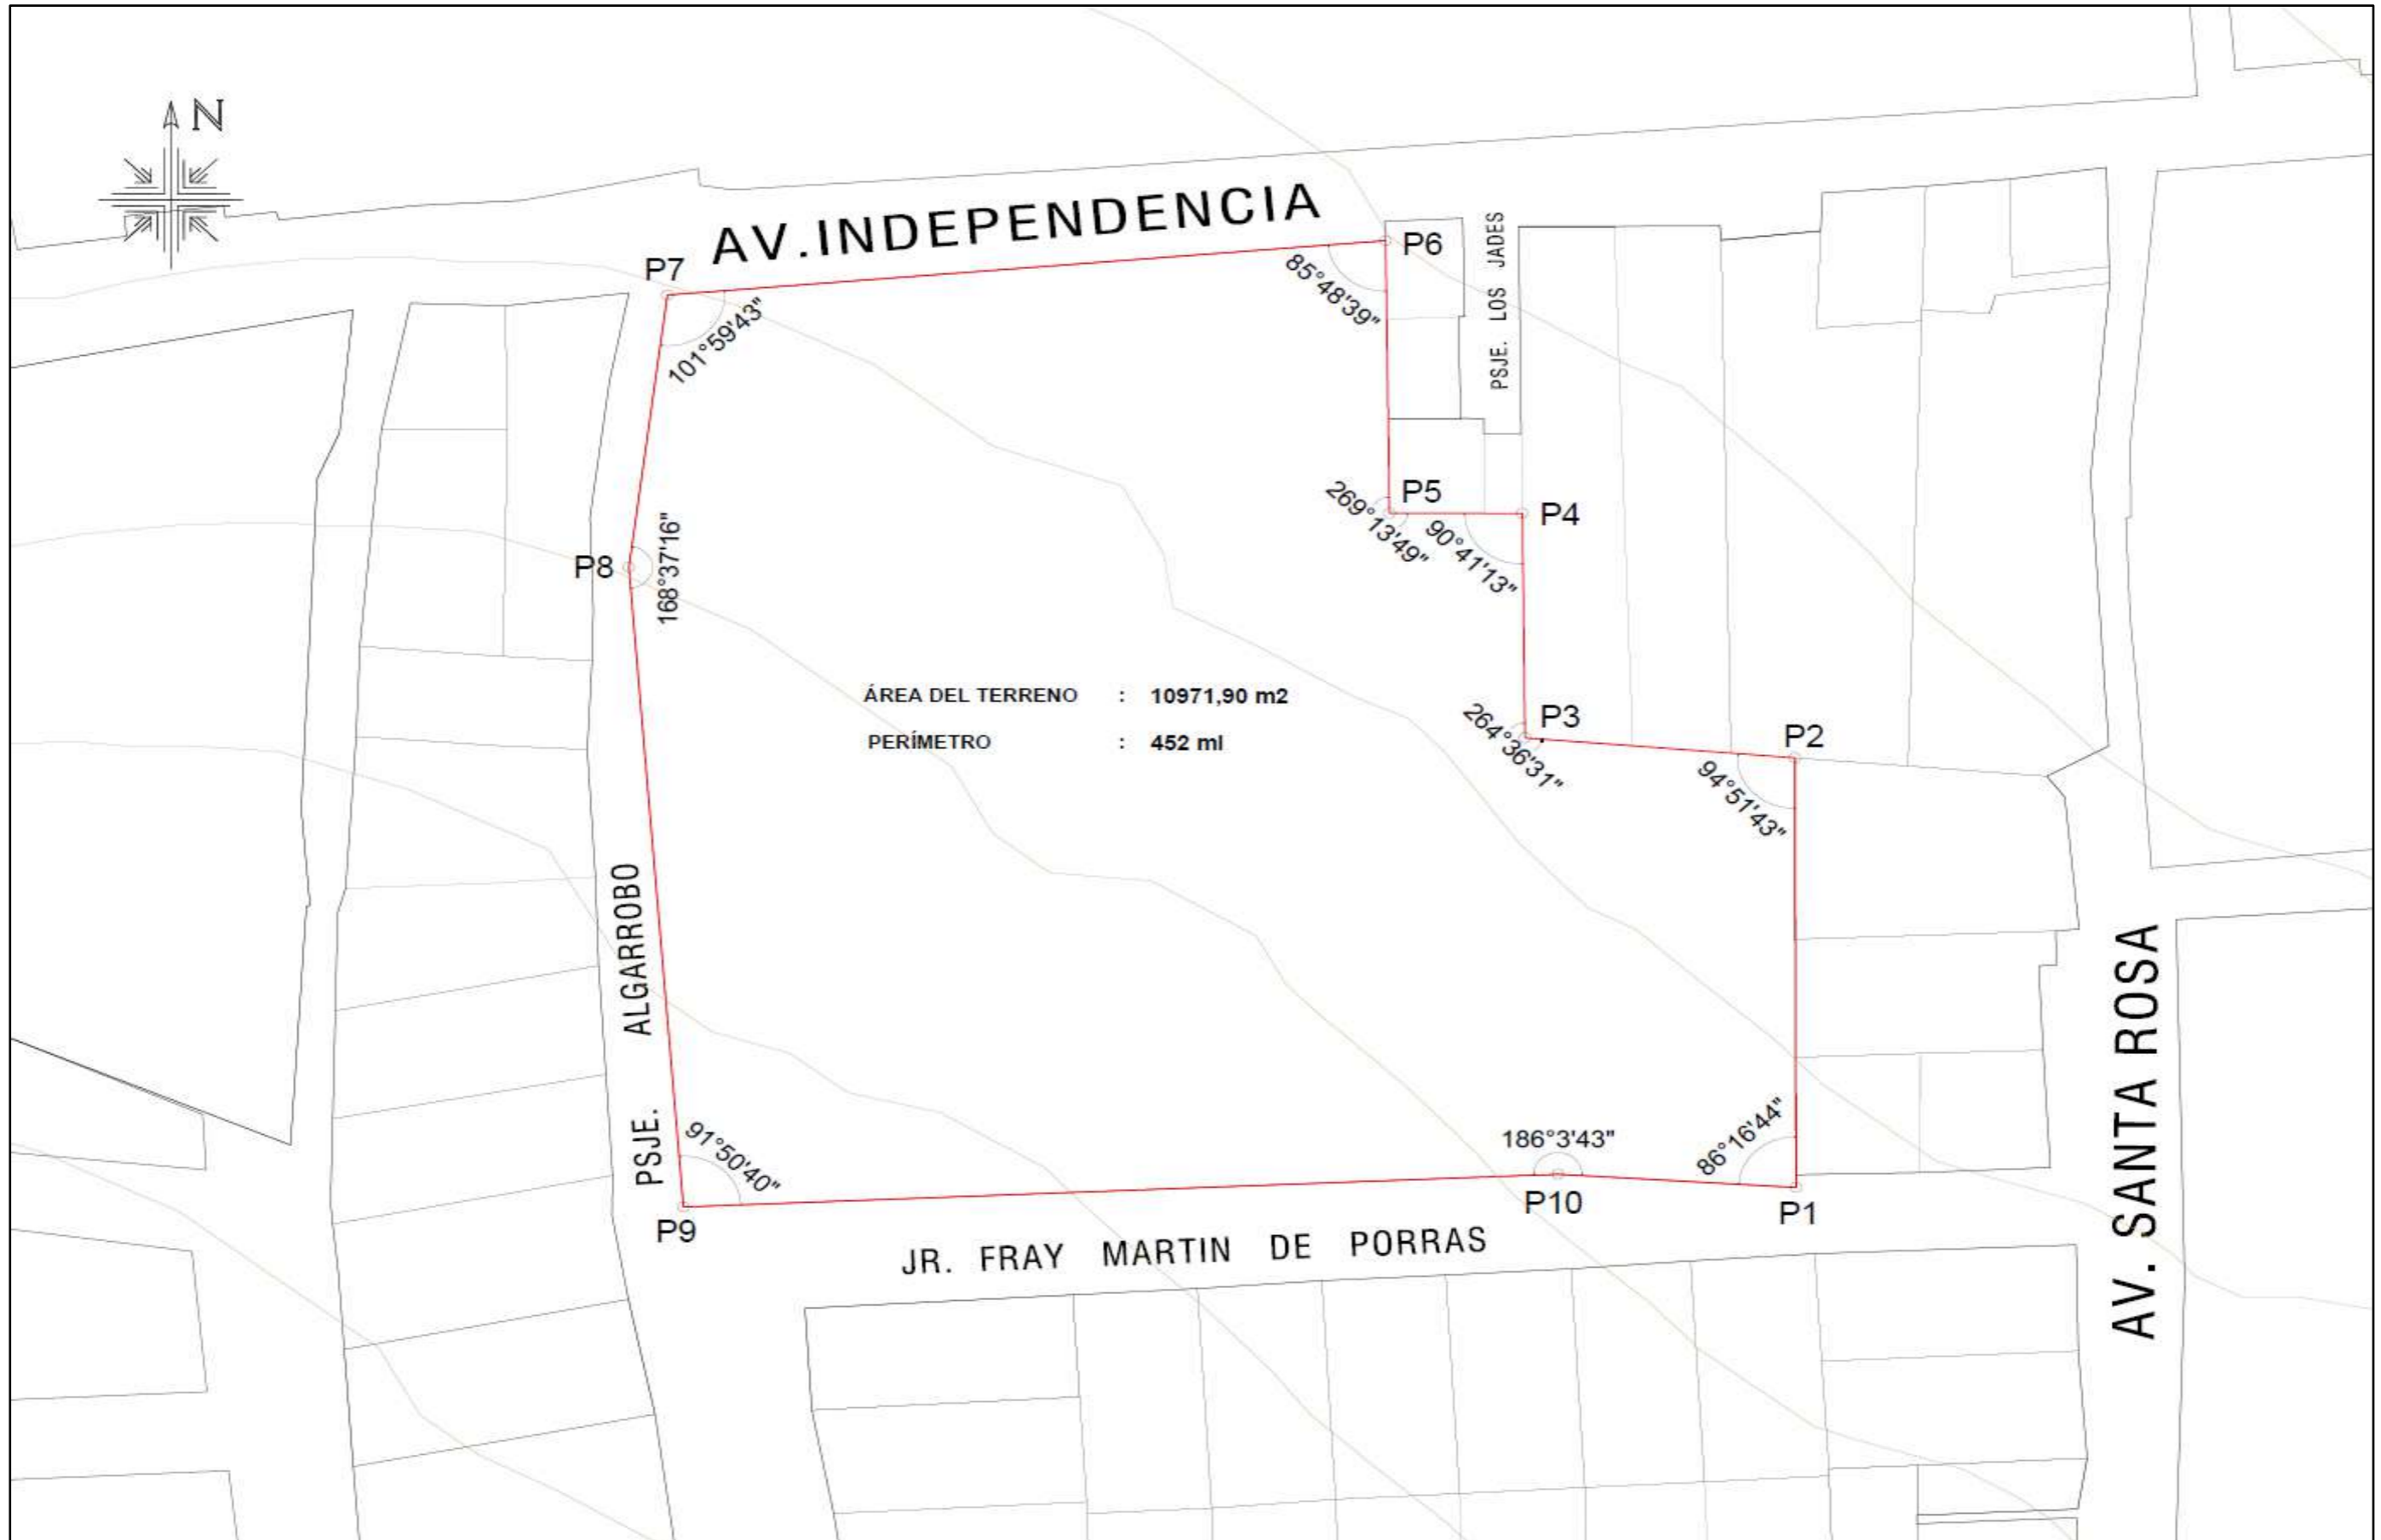 N
AV. INDEPENDENCIA
P6
PSJE. LOS JADES
P7
85°48'39"
101°59'43"
P5
P4
269°13'49"
90°41'13"
P8
168°37'16"
ÁREA DEL TERRENO : 10971,90 m2
PERÍMETRO : 452 ml
P3
264°36'31"
P2
94°51'43"
PSJE. ALGARROBO
AV. SANTA ROSA
91°50'40"
186°3'43"
86°16'44"
P9
P10
P1
JR. FRAY MARTIN DE PORRAS